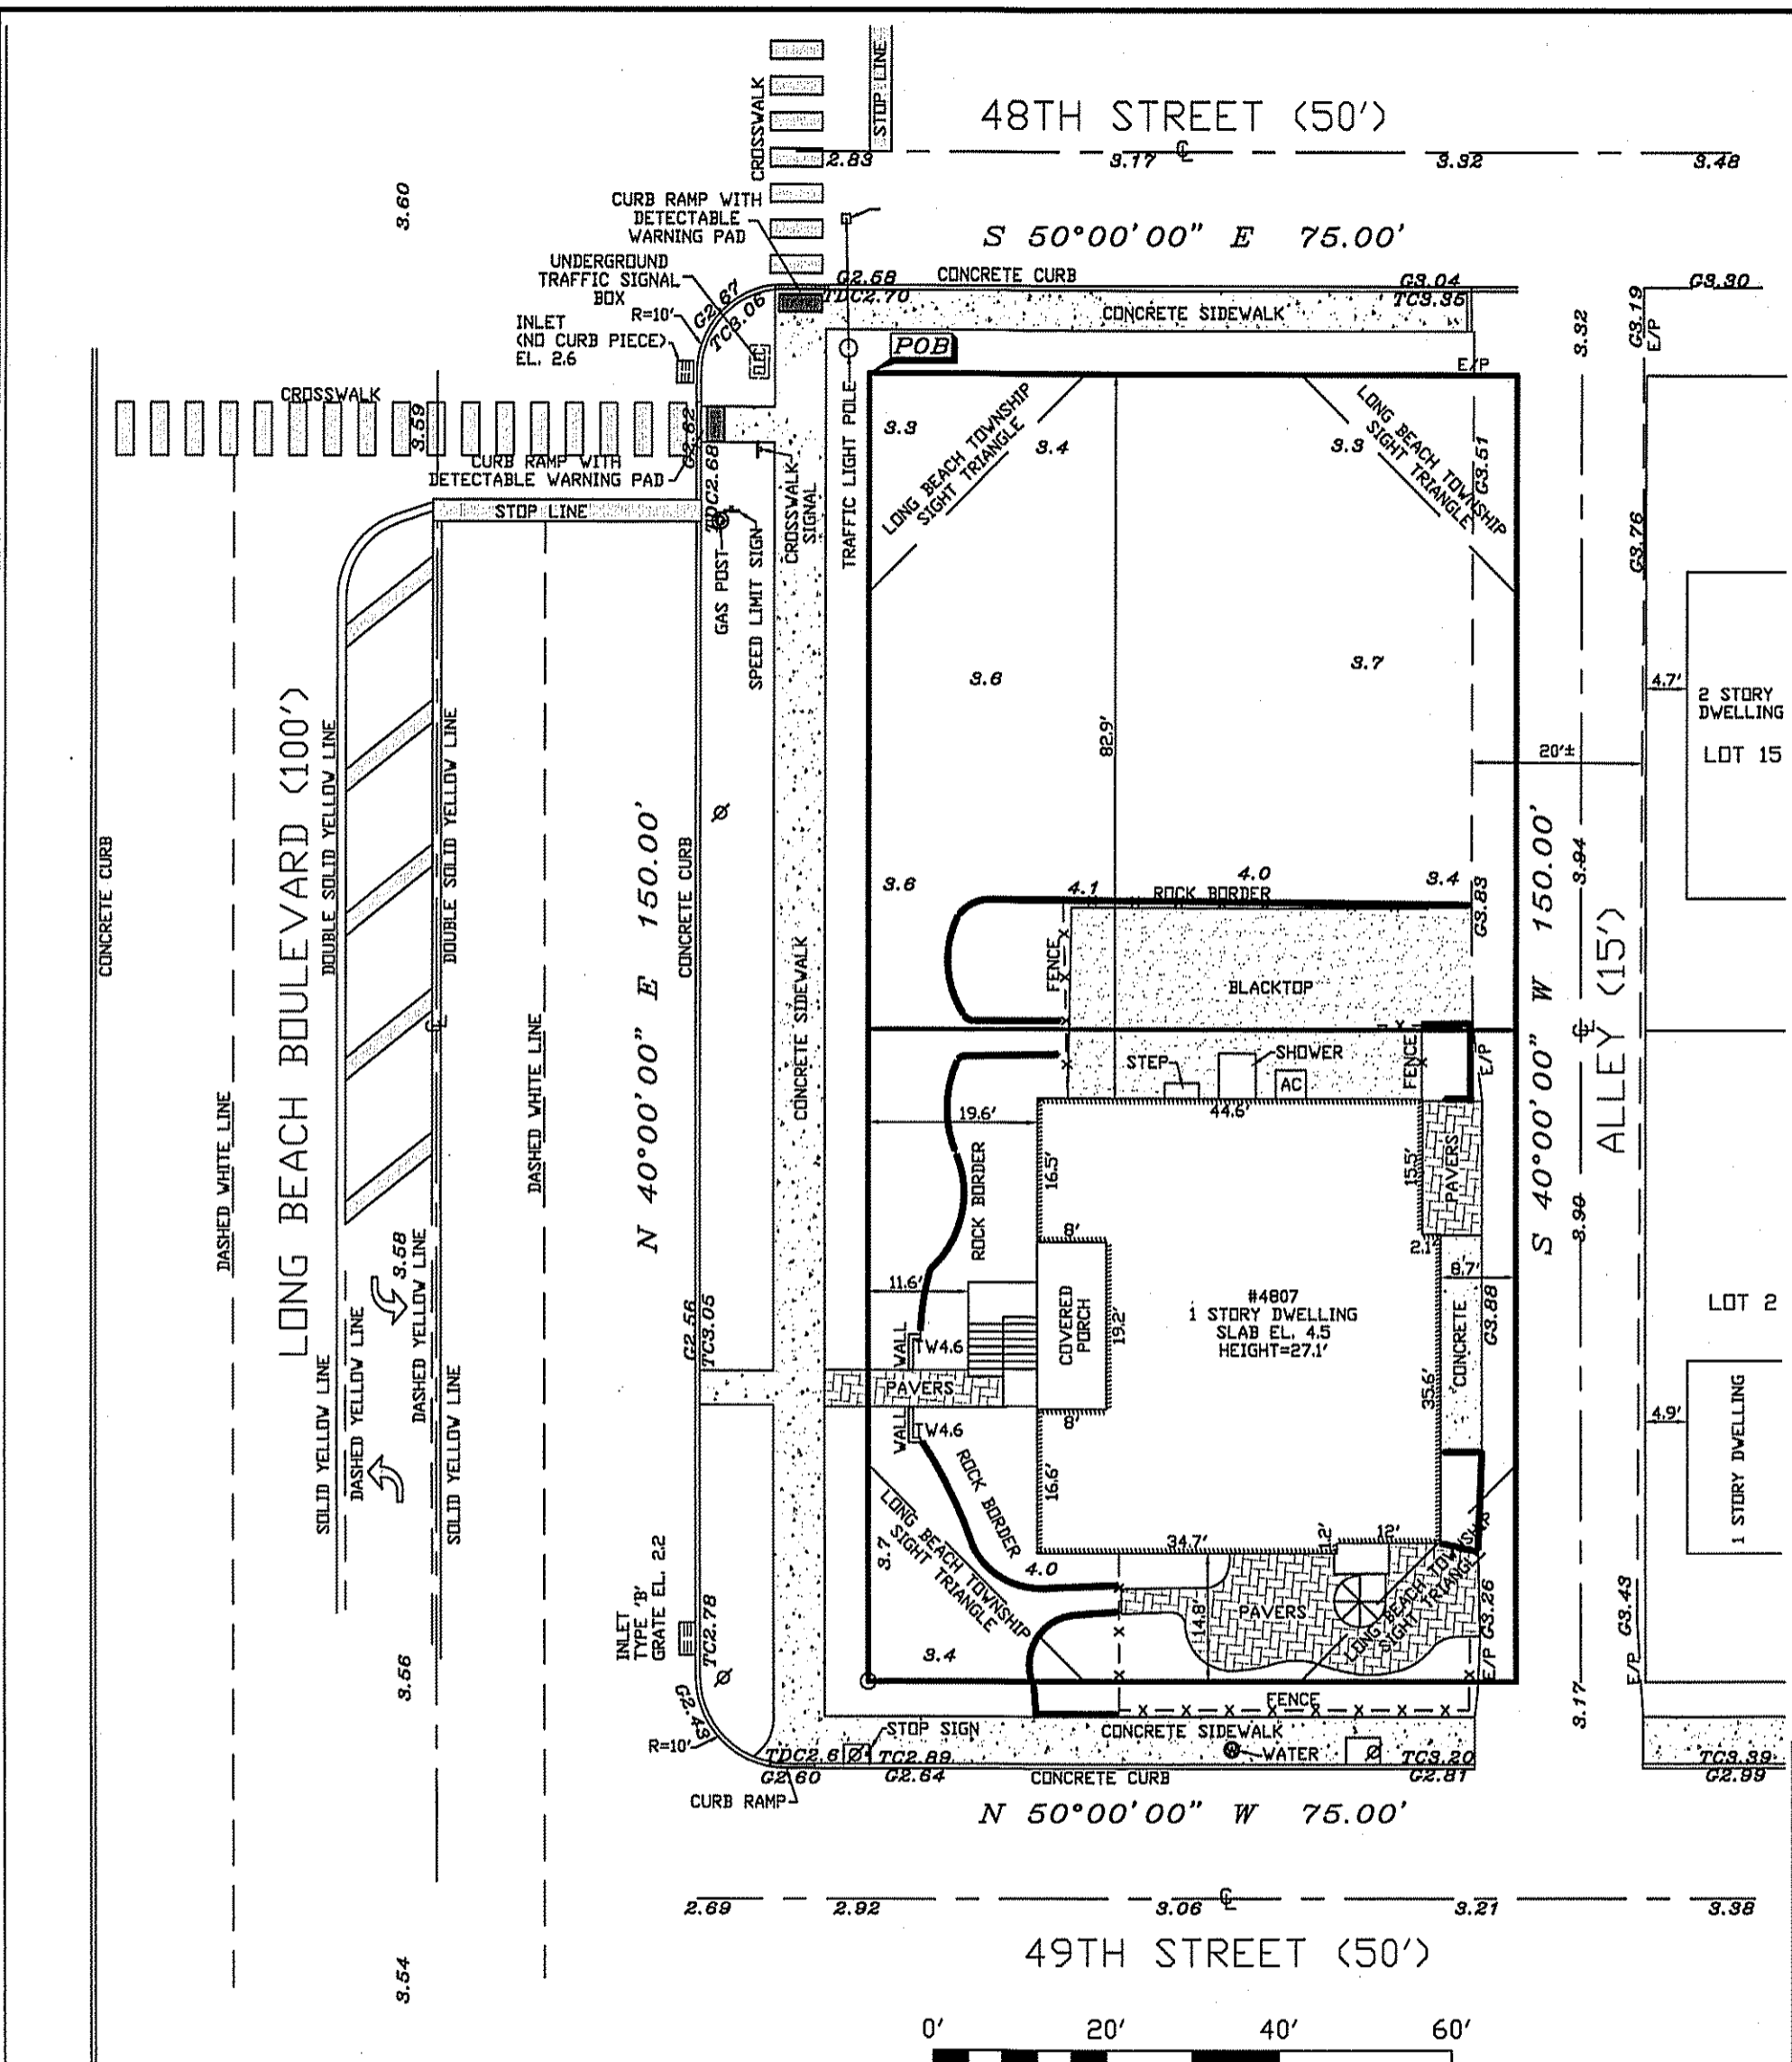 48TH STREET (50')
STOP LINE
CROSSWALK
2.83
3.17
℄
3.32
3.48
3.60
CURB RAMP WITH
DETECTABLE
WARNING PAD
S 50°00'00" E 75.00'
UNDERGROUND
TRAFFIC SIGNAL
BOX
G2.67
TC3.06
R=10'
G2.58
TDC2.70
CONCRETE CURB
G3.04
TC3.35
G3.19
E/P
G3.30
INLET
(NO CURB PIECE)
EL. 2.6
ELEC
CONCRETE SIDEWALK
3.32
POB
E/P
CROSSWALK
3.59
G2.62
CURB RAMP WITH
DETECTABLE WARNING PAD
TDC2.68
CROSSWALK
SIGNAL
TRAFFIC LIGHT POLE
3.3
LONG BEACH TOWNSHIP
SIGHT TRIANGLE
3.4
3.3
LONG BEACH TOWNSHIP
SIGHT TRIANGLE
G3.51
G3.76
STOP LINE
GAS POST
SPEED LIMIT SIGN
3.6
3.7
4.7'
2 STORY
DWELLING
LOT 15
82.9'
20'±
LONG BEACH BOULEVARD (100')
DOUBLE SOLID YELLOW LINE
DOUBLE SOLID YELLOW LINE
CONCRETE CURB
N 40°00'00" E 150.00'
CONCRETE CURB
CONCRETE SIDEWALK
3.6
4.1
ROCK BORDER
4.0
3.4
G3.83
S 40°00'00" W 150.00'
3.94
℄
ALLEY (15')
FENCE
BLACKTOP
℄
DASHED WHITE LINE
DASHED WHITE LINE
STEP
SHOWER
AC
FENCE
E/P
19.6'
44.6'
ROCK BORDER
16.5'
15.5'
PAVERS
3.90
8'
2.1'
8.7'
11.6'
COVERED
PORCH
19.2'
#4807
1 STORY DWELLING
SLAB EL. 4.5
HEIGHT=27.1'
CONCRETE
G3.88
LOT 2
3.58
DASHED YELLOW LINE
SOLID YELLOW LINE
DASHED YELLOW LINE
SOLID YELLOW LINE
G2.56
TC3.05
WALL
TW4.6
PAVERS
WALL
TW4.6
8'
35.6'
4.9'
1 STORY DWELLING
ROCK BORDER
16.6'
LONG BEACH TOWNSHIP
SIGHT TRIANGLE
3.7
4.0
34.7'
12'
12'
INLET
TYPE 'B'
GRATE EL. 2.2
TC2.78
14.8'
PAVERS
LONG BEACH TOWNSHIP
SIGHT TRIANGLE
G3.26
E/P
G3.43
E/P
3.4
3.56
G2.43
R=10'
FENCE
3.17
STOP SIGN
CONCRETE SIDEWALK
TDC2.6
TC2.89
WATER
TC3.20
TC3.39
G2.60
G2.64
CONCRETE CURB
G2.81
G2.99
CURB RAMP
N 50°00'00" W 75.00'
2.69
2.92
3.06
℄
3.21
3.38
3.54
49TH STREET (50')
0' 20' 40' 60'